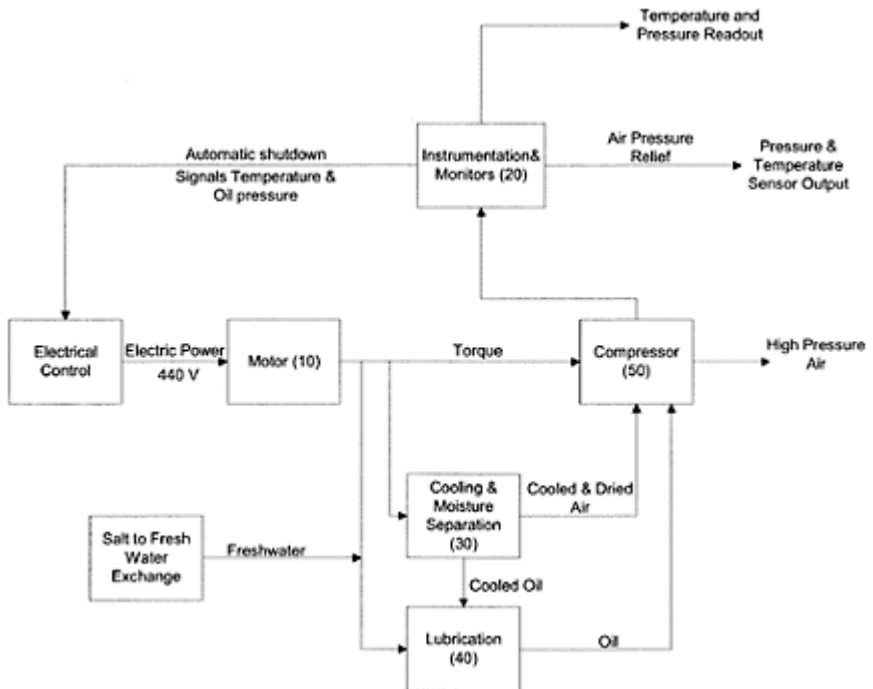 Temperature and
Pressure Readout
Instrumentation&
Monitors (20)
Air Pressure
Relief
Pressure &
Temperature
Sensor Output
Automatic shutdown
Signals Temperature &
Oil pressure
Electrical
Control
Electric Power
440 V
Motor (10)
Torque
Compressor
(50)
High Pressure
Air
Cooling &
Moisture
Separation
(30)
Cooled & Dried
Air
Salt to Fresh
Water
Exchange
Freshwater
Cooled Oil
Lubrication
(40)
Oil